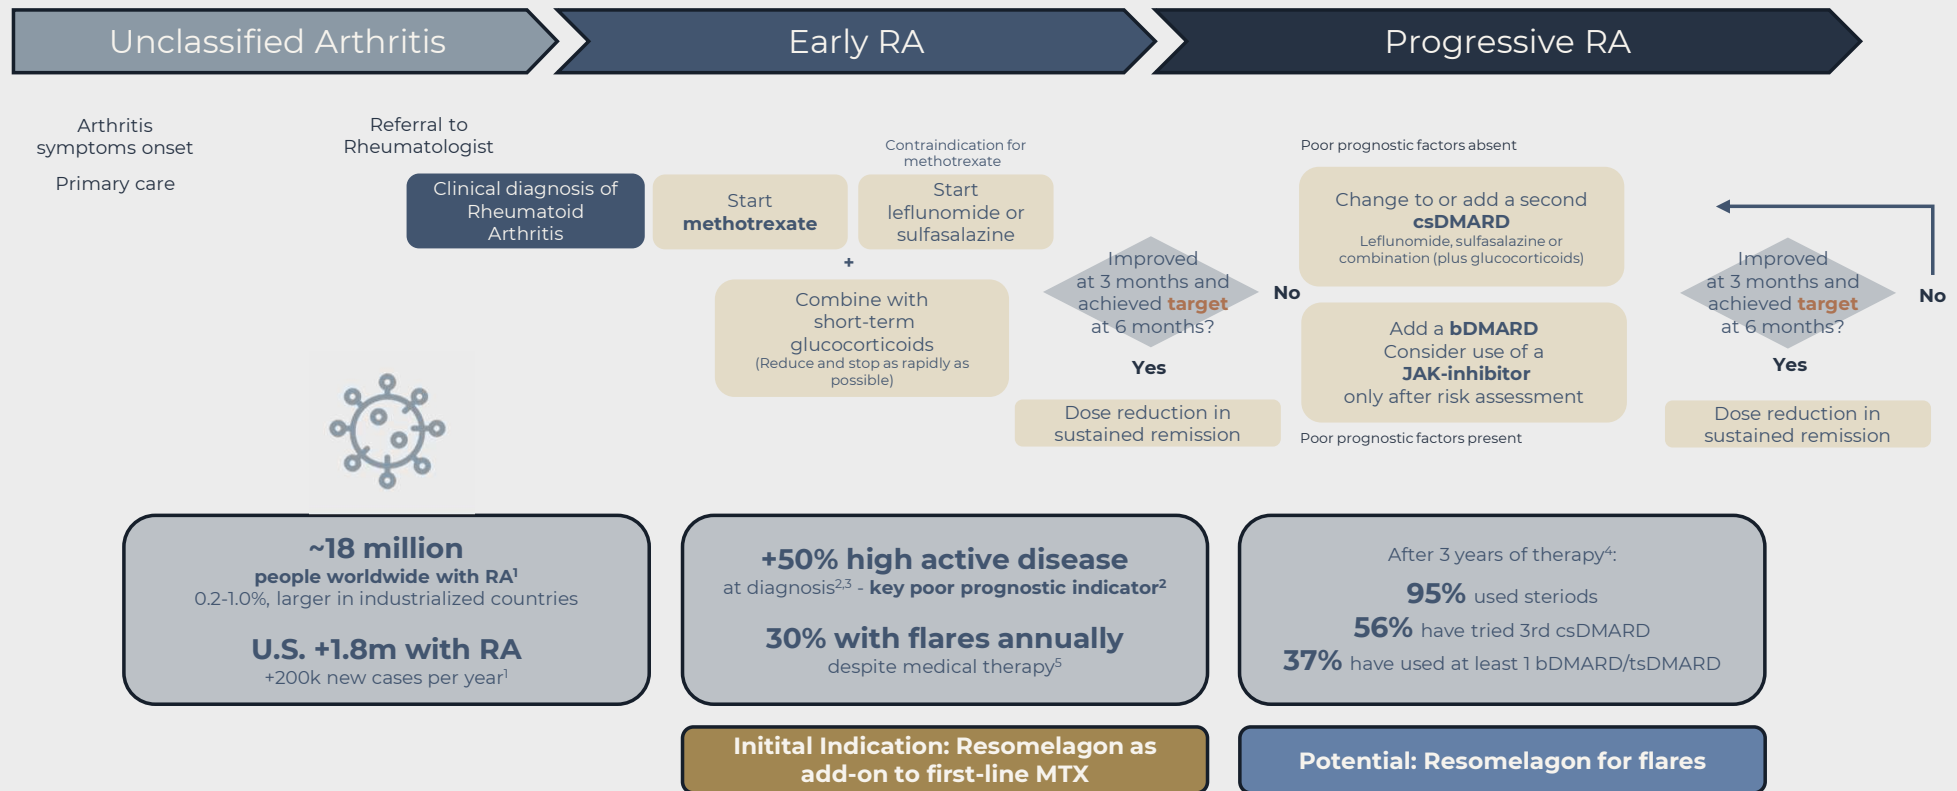 Unclassified Arthritis
Early RA
Progressive RA
Arthritis
symptoms onset
Primary care
Referral to
Rheumatologist
Clinical diagnosis of
Rheumatoid
Arthritis
Start
methotrexate
Contraindication for
methotrexate
Start
leflunomide or
sulfasalazine
+
Combine with
short-term
glucocorticoids
(Reduce and stop as rapidly as
possible)
Improved
at 3 months and
achieved target
at 6 months?
No
Yes
Dose reduction in
sustained remission
Poor prognostic factors absent
Change to or add a second
csDMARD
Leflunomide, sulfasalazine or
combination (plus glucocorticoids)
Add a bDMARD
Consider use of a
JAK-inhibitor
only after risk assessment
Poor prognostic factors present
Improved
at 3 months and
achieved target
at 6 months?
No
Yes
Dose reduction in
sustained remission
~18 million
people worldwide with RA¹
0.2-1.0%, larger in industrialized countries
U.S. +1.8m with RA
+200k new cases per year¹
+50% high active disease
at diagnosis²,³ - key poor prognostic indicator²
30% with flares annually
despite medical therapy⁵
After 3 years of therapy⁴:
95% used steriods
56% have tried 3rd csDMARD
37% have used at least 1 bDMARD/tsDMARD
Initital Indication: Resomelagon as
add-on to first-line MTX
Potential: Resomelagon for flares